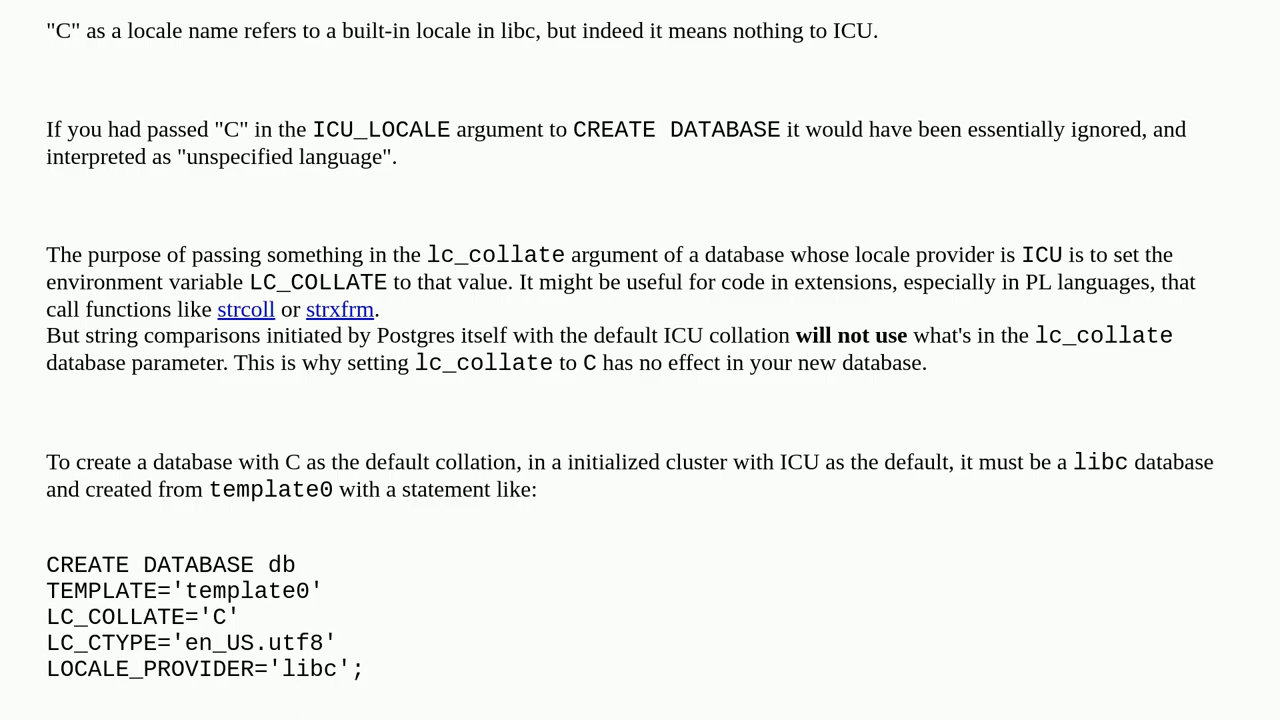 "C" as a locale name refers to a built-in locale in libc, but indeed it means nothing to ICU.
If you had passed "C" in the ICU_LOCALE argument to CREATE DATABASE it would have been essentially ignored, and
interpreted as "unspecified language".
The purpose of passing something in the lc_collate argument of a database whose locale provider is ICU is to set the
environment variable LC_COLLATE to that value. It might be useful for code in extensions, especially in PL languages, that
call functions like strcoll or strxfrm.
But string comparisons initiated by Postgres itself with the default ICU collation will not use what's in the lc_collate
database parameter. This is why setting lc_collate to C has no effect in your new database.
To create a database with C as the default collation, in a initialized cluster with ICU as the default, it must be a libc database
and created from template0 with a statement like:
CREATE DATABASE db
TEMPLATE='template0'
LC_COLLATE='C'
LC_CTYPE='en_US.utf8'
LOCALE_PROVIDER='libc';